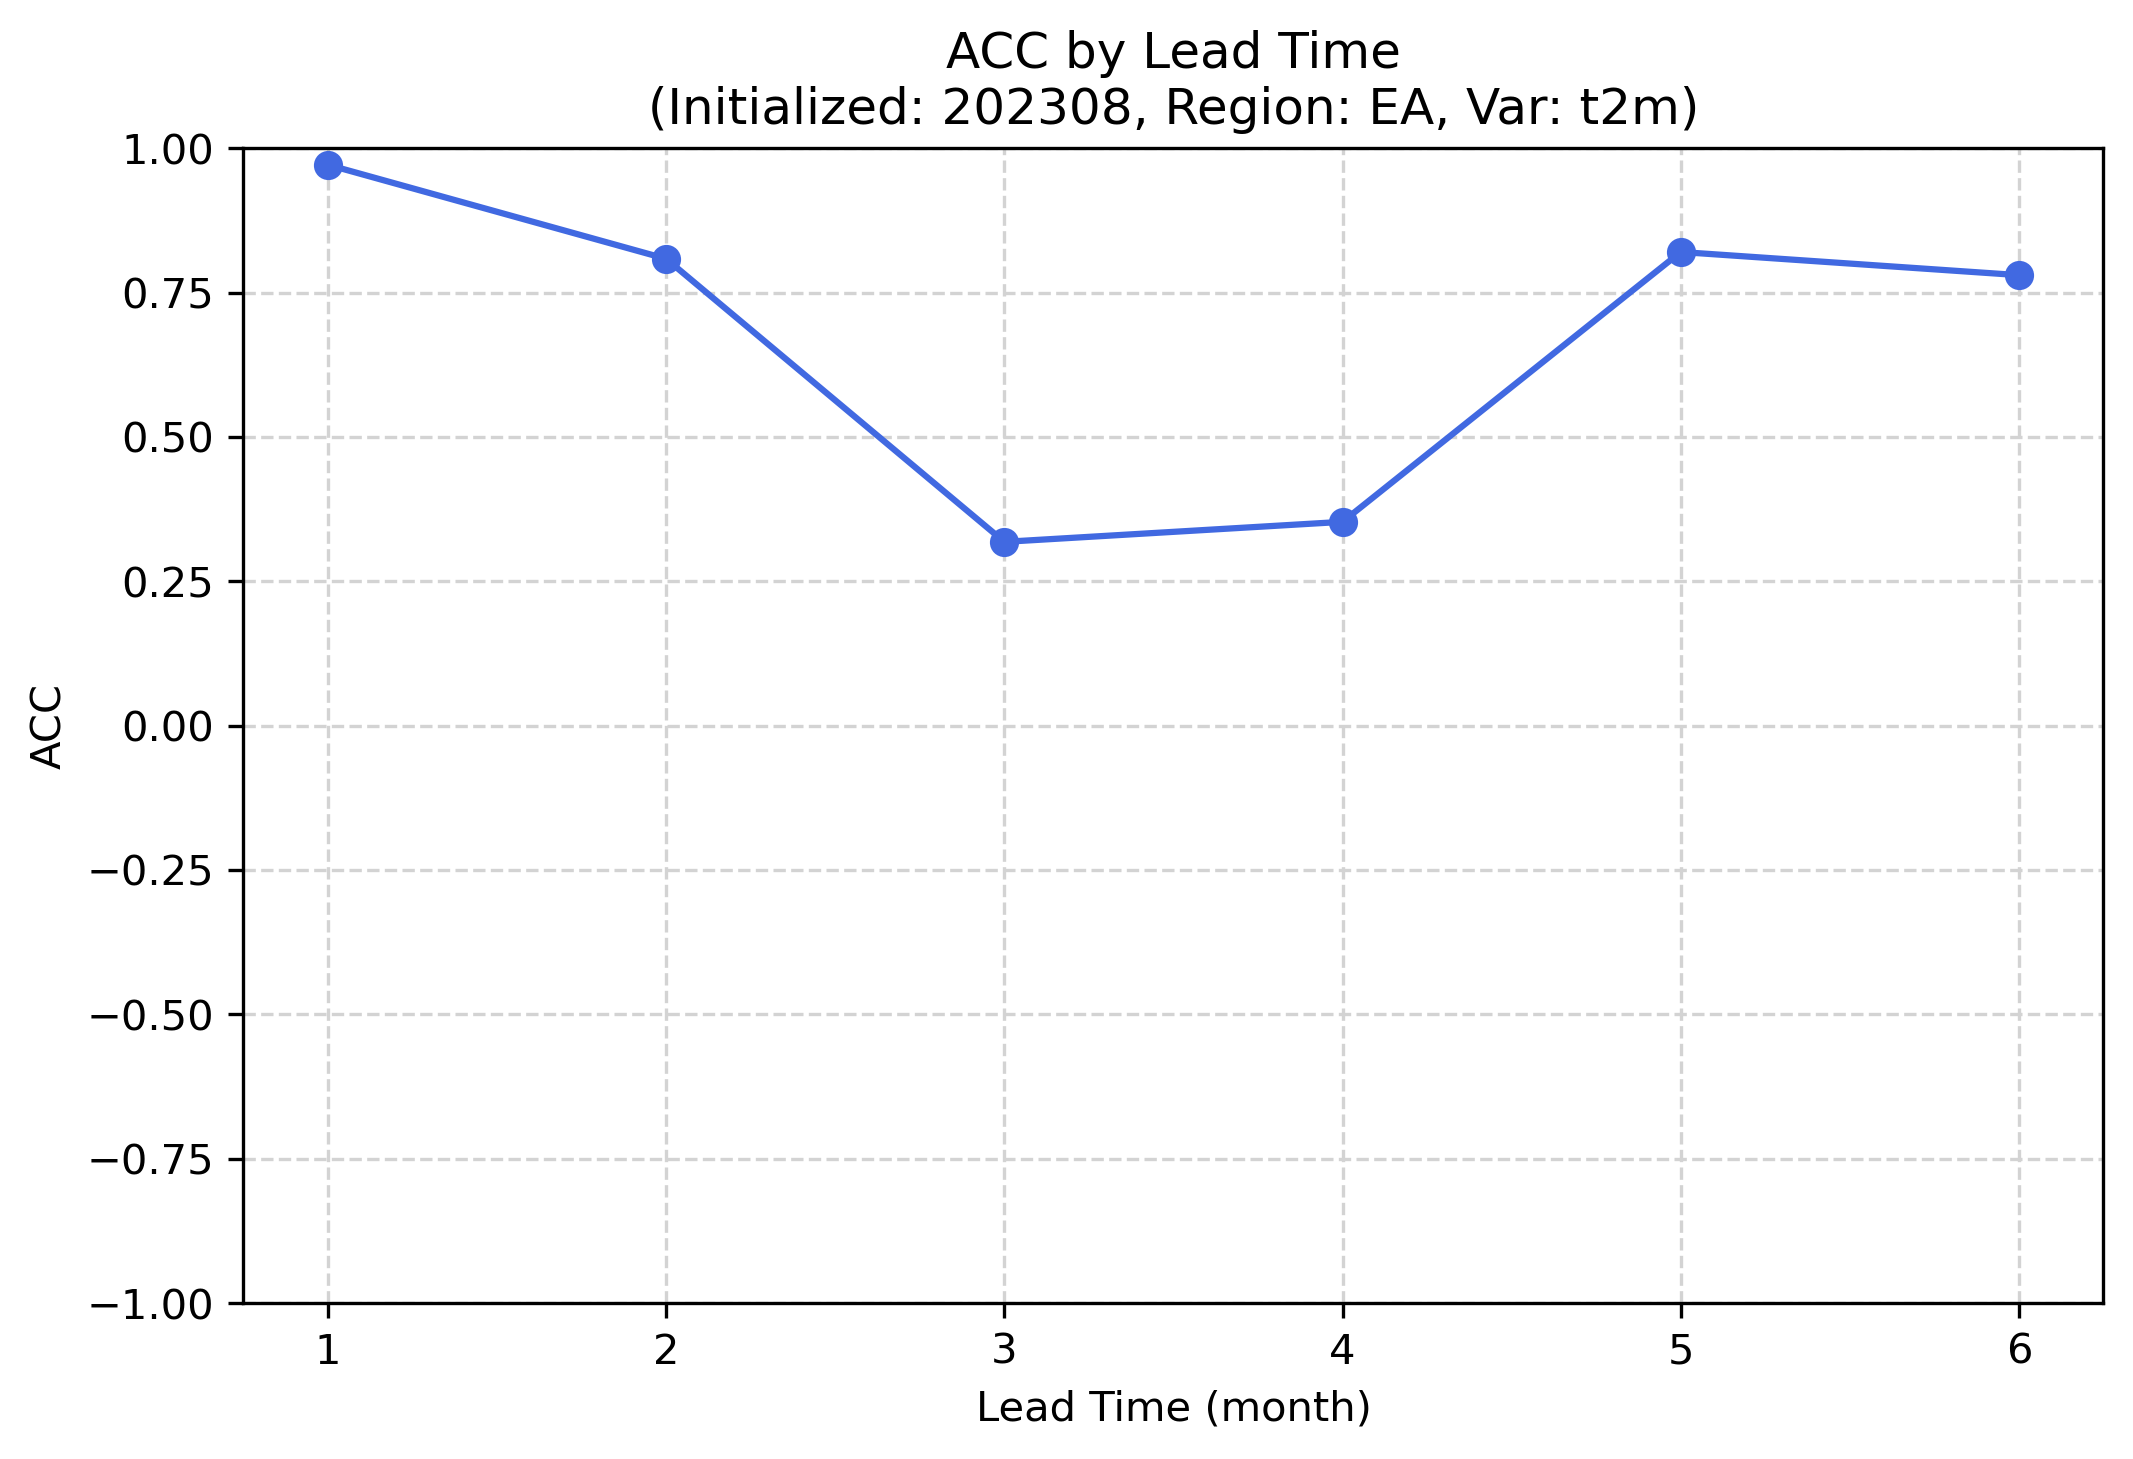 ACC by Lead Time
(Initialized: 202308, Region: EA, Var: t2m)
1.00
0.75
0.50
0.25
0.00
−0.25
−0.50
−0.75
−1.00
ACC
1 2 3 4 5 6
Lead Time (month)